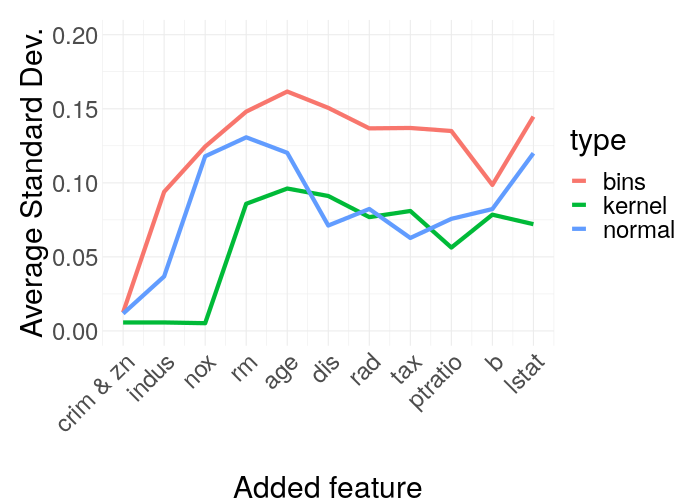 Average Standard Dev.
0.20
0.15
0.10
0.05
0.00
crim & zn
indus
nox
rm
age
dis
rad
tax
ptratio
b
lstat
Added feature
type
bins
kernel
normal